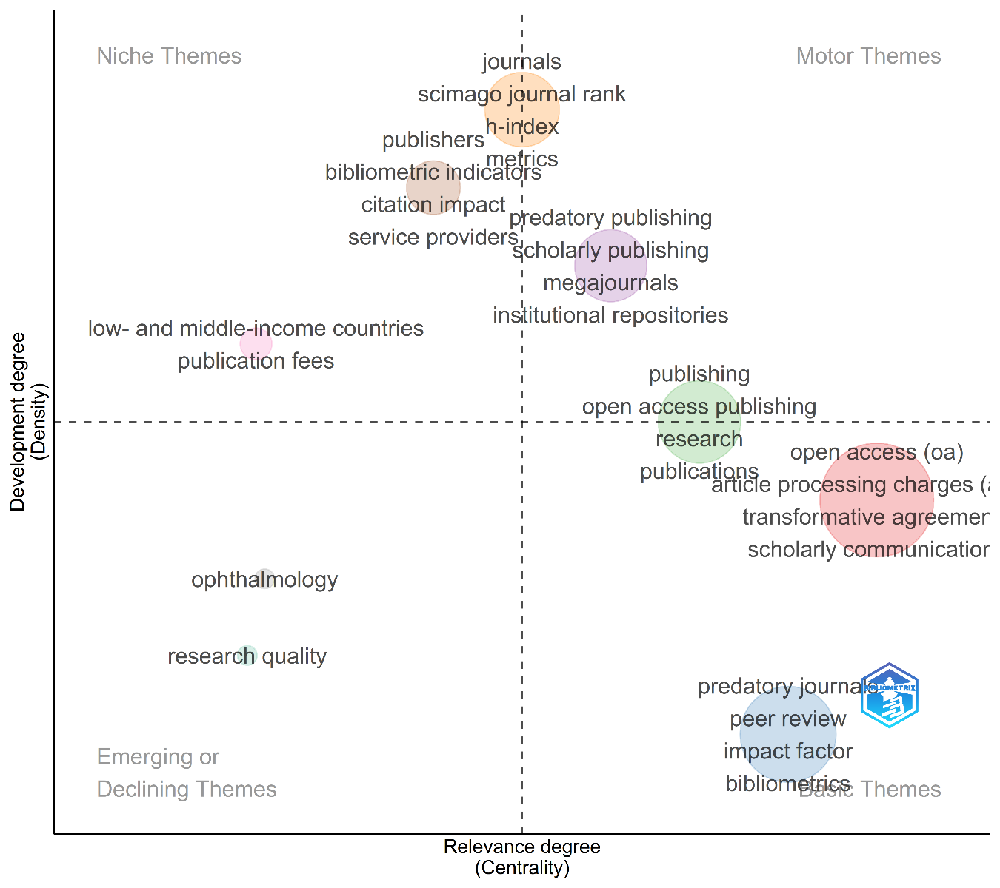 Niche Themes
Motor Themes
journals
scimago journal rank
h-index
metrics
publishers
bibliometric indicators
citation impact
service providers
predatory publishing
scholarly publishing
megajournals
institutional repositories
low- and middle-income countries
publication fees
publishing
open access publishing
research
publications
open access (oa)
article processing charges (a
transformative agreemen
scholarly communication
ophthalmology
research quality
predatory journals
peer review
impact factor
bibliometrics
BIBLIOMETRIX
Emerging or
Declining Themes
Basic Themes
Development degree
(Density)
Relevance degree
(Centrality)